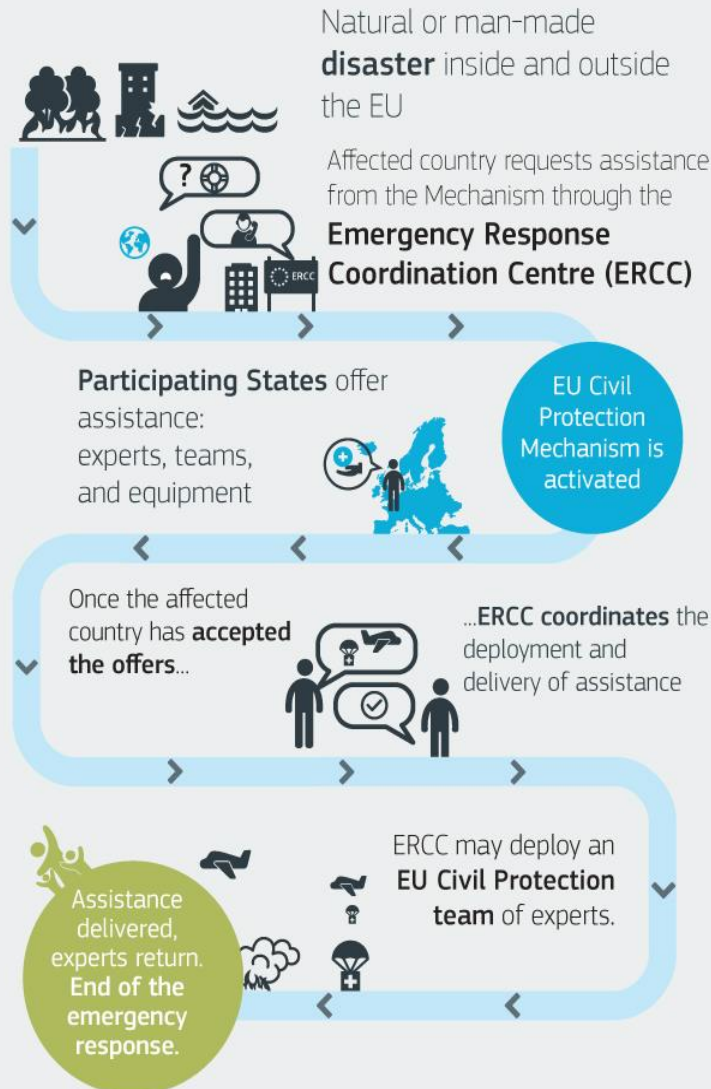 Natural or man-made
disaster inside and outside
the EU
Affected country requests assistance
from the Mechanism through the
Emergency Response
Coordination Centre (ERCC)
?
ERCC
Participating States offer
assistance:
experts, teams,
and equipment
EU Civil
Protection
Mechanism is
activated
Once the affected
country has accepted
the offers...
...ERCC coordinates the
deployment and
delivery of assistance
ERCC may deploy an
EU Civil Protection
team of experts.
Assistance
delivered,
experts return.
End of the
emergency
response.